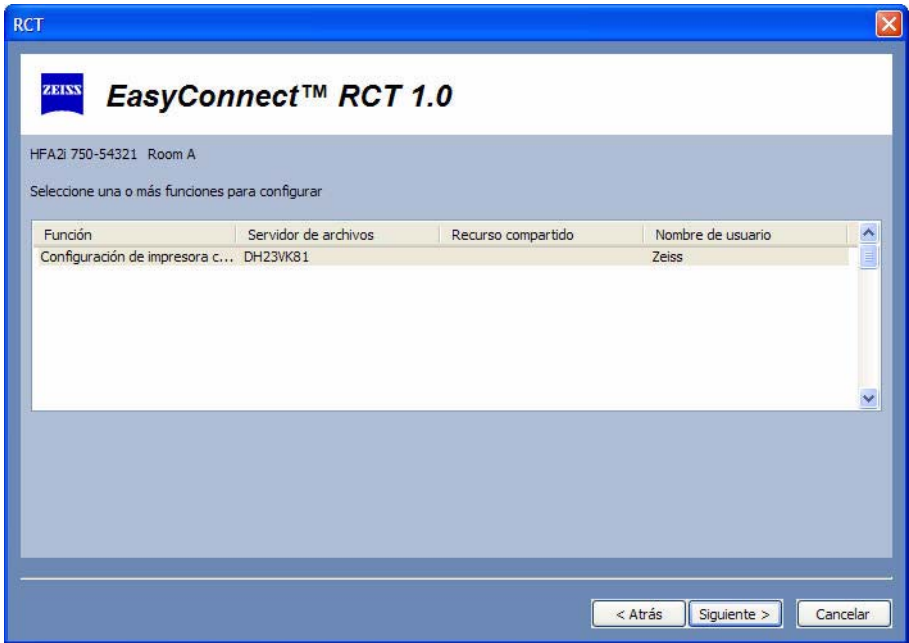 RCT
ZEISS
EasyConnect™ RCT 1.0
HFA2i 750-54321 Room A
Seleccione una o más funciones para configurar
Función Servidor de archivos Recurso compartido Nombre de usuario
Configuración de impresora c... DH23VK81 Zeiss
< Atrás Siguiente > Cancelar